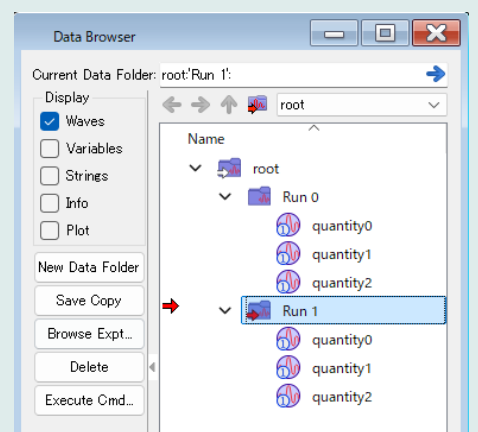 Data Browser
Current Data Folder: root:'Run 1':
Display
Waves
Variables
Strings
Info
Plot
New Data Folder
Save Copy
Browse Expt...
Delete
Execute Cmd...
root
Name
root
Run 0
quantity0
quantity1
quantity2
Run 1
quantity0
quantity1
quantity2